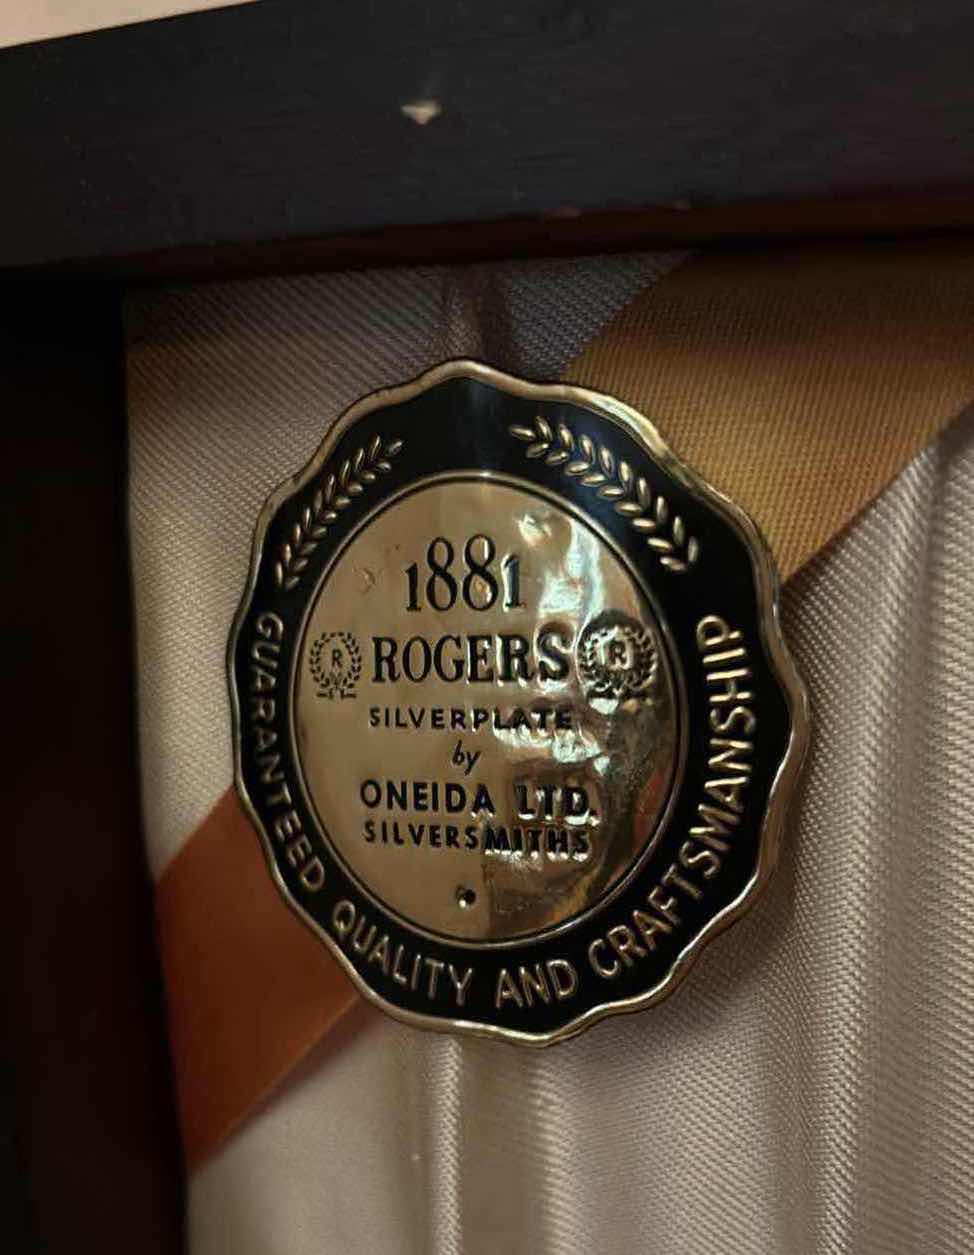 1881
R ROGERS R
SILVERPLATE
by
ONEIDA LTD.
SILVERSMITHS
GUARANTEED QUALITY AND CRAFTSMANSHIP